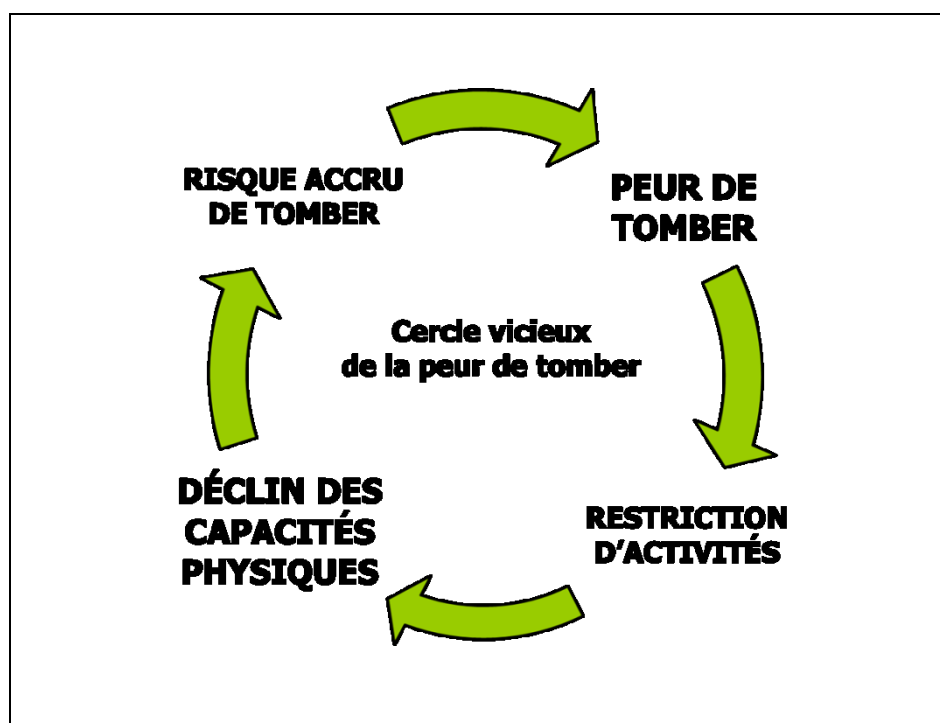 RISQUE ACCRU
DE TOMBER
PEUR DE
TOMBER
Cercle vicieux
de la peur de tomber
DÉCLIN DES
CAPACITÉS
PHYSIQUES
RESTRICTION
D'ACTIVITÉS